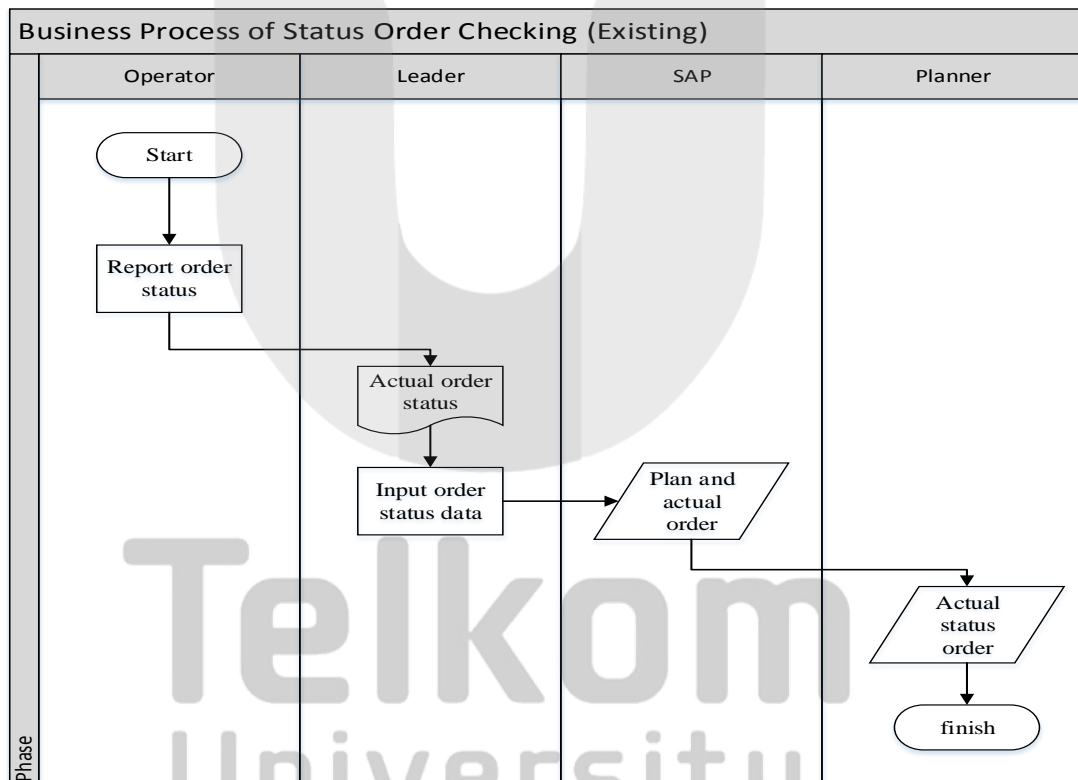 Business Process of Status Order Checking (Existing)
Operator
Leader
SAP
Planner
Start
Report order
status
Actual order
status
Input order
status data
Plan and
actual
order
Actual
status
order
finish
Phase
Telkom
University